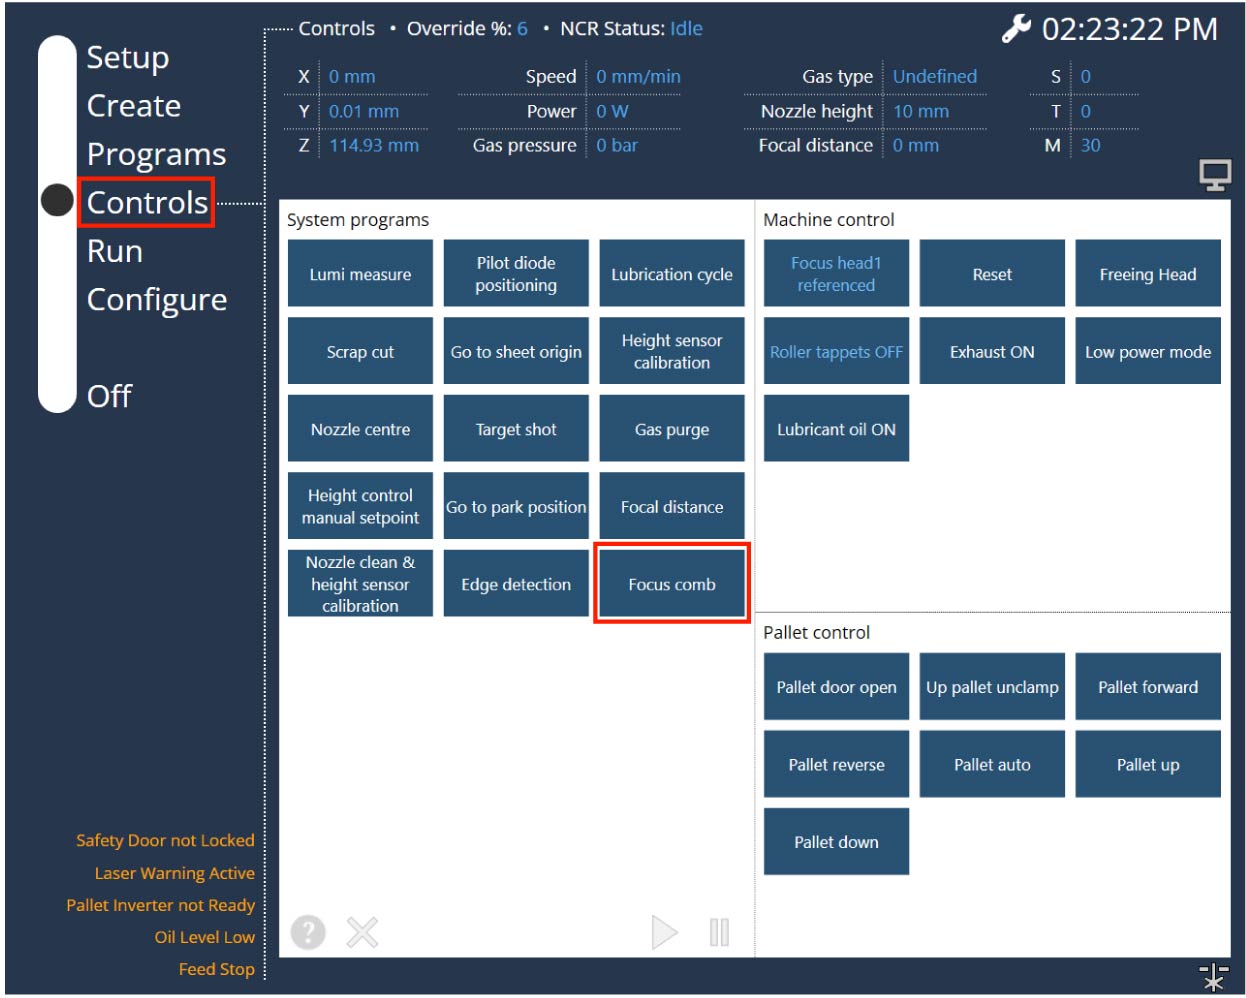 Controls • Override %: 6 • NCR Status: Idle
02:23:22 PM
Setup
Create
Programs
Controls
Run
Configure
Off
X 0 mm Speed 0 mm/min Gas type Undefined S 0
Y 0.01 mm Power 0 W Nozzle height 10 mm T 0
Z 114.93 mm Gas pressure 0 bar Focal distance 0 mm M 30
System programs
Lumi measure
Pilot diode
positioning
Lubrication cycle
Scrap cut
Go to sheet origin
Height sensor
calibration
Nozzle centre
Target shot
Gas purge
Height control
manual setpoint
Go to park position
Focal distance
Nozzle clean &
height sensor
calibration
Edge detection
Focus comb
?
Machine control
Focus head1
referenced
Reset
Freeing Head
Roller tappets OFF
Exhaust ON
Low power mode
Lubricant oil ON
Pallet control
Pallet door open
Up pallet unclamp
Pallet forward
Pallet reverse
Pallet auto
Pallet up
Pallet down
Safety Door not Locked
Laser Warning Active
Pallet Inverter not Ready
Oil Level Low
Feed Stop